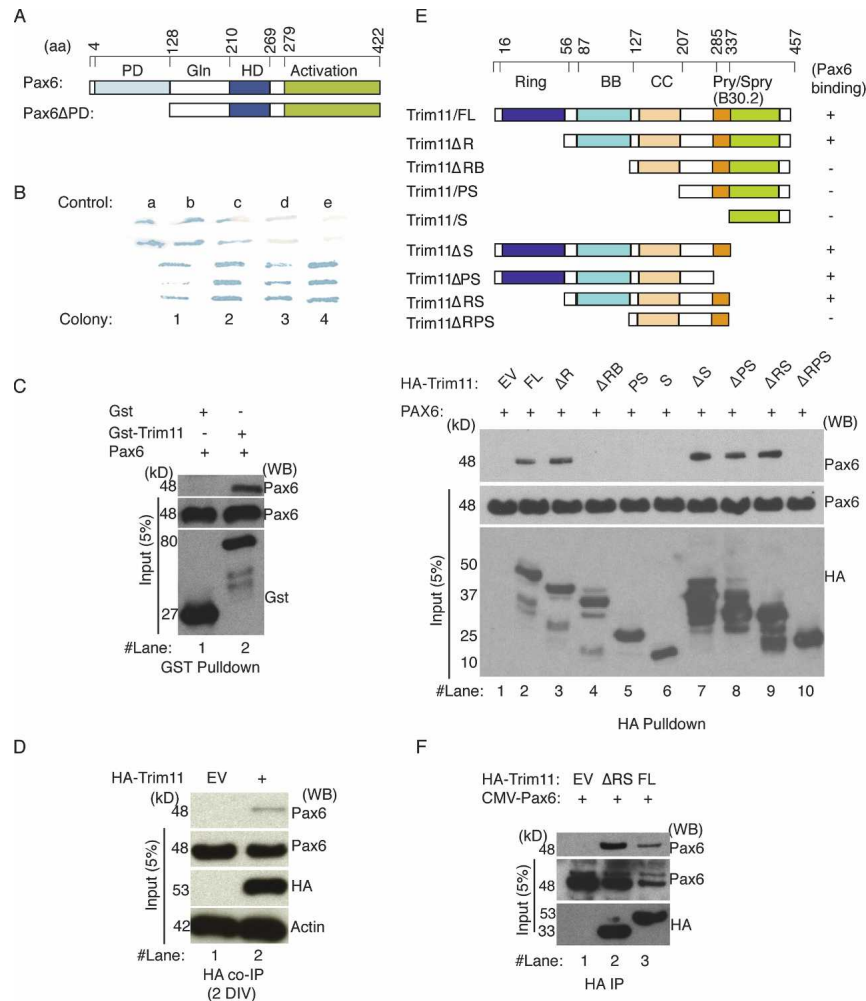 A
(aa) 4 128 210 269 279 422
PD Gln HD Activation
Pax6:
Pax6ΔPD:
B
Control: a b c d e
Colony: 1 2 3 4
C
Gst + -
Gst-Trim11 - +
Pax6 + +
(kD) (WB)
48 Pax6
48 Pax6
80
Gst
27
Input (5%)
#Lane: 1 2
GST Pulldown
D
HA-Trim11: EV +
(kD) (WB)
48 Pax6
48 Pax6
53 HA
42 Actin
Input (5%)
#Lane: 1 2
HA co-IP
(2 DIV)
E
16 56 87 127 207 285 337 457
Ring BB CC Pry/Spry
(B30.2)
(Pax6
binding)
Trim11/FL +
Trim11ΔR +
Trim11ΔRB -
Trim11/PS -
Trim11/S -
Trim11ΔS +
Trim11ΔPS +
Trim11ΔRS +
Trim11ΔRPS -
HA-Trim11: EV FL ΔR ΔRB PS S ΔS ΔPS ΔRS ΔRPS
PAX6: + + + + + + + + + +
(kD) (WB)
48 Pax6
48 Pax6
50 HA
37
25
10
Input (5%)
#Lane: 1 2 3 4 5 6 7 8 9 10
HA Pulldown
F
HA-Trim11: EV ΔRS FL
CMV-Pax6: + + +
(kD) (WB)
48 Pax6
48 Pax6
53 HA
33
Input (5%)
#Lane: 1 2 3
HA IP